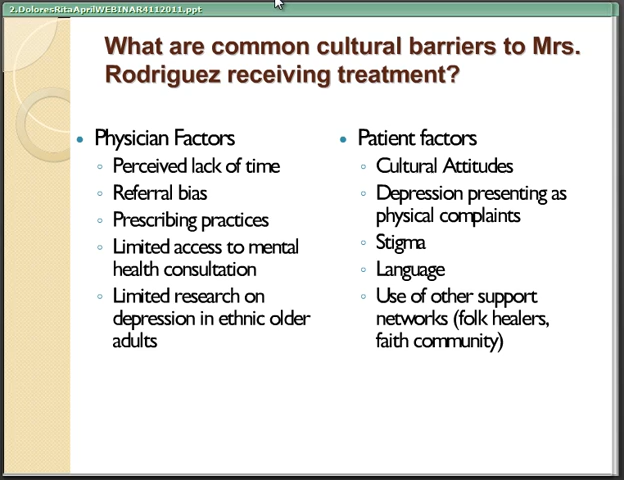 2.DoloresRitaAprilWEBINAR4112011.ppt
What are common cultural barriers to Mrs.
Rodriguez receiving treatment?
Physician Factors
Perceived lack of time
Referral bias
Prescribing practices
Limited access to mental
health consultation
Limited research on
depression in ethnic older
adults
Patient factors
Cultural Attitudes
Depression presenting as
physical complaints
Stigma
Language
Use of other support
networks (folk healers,
faith community)